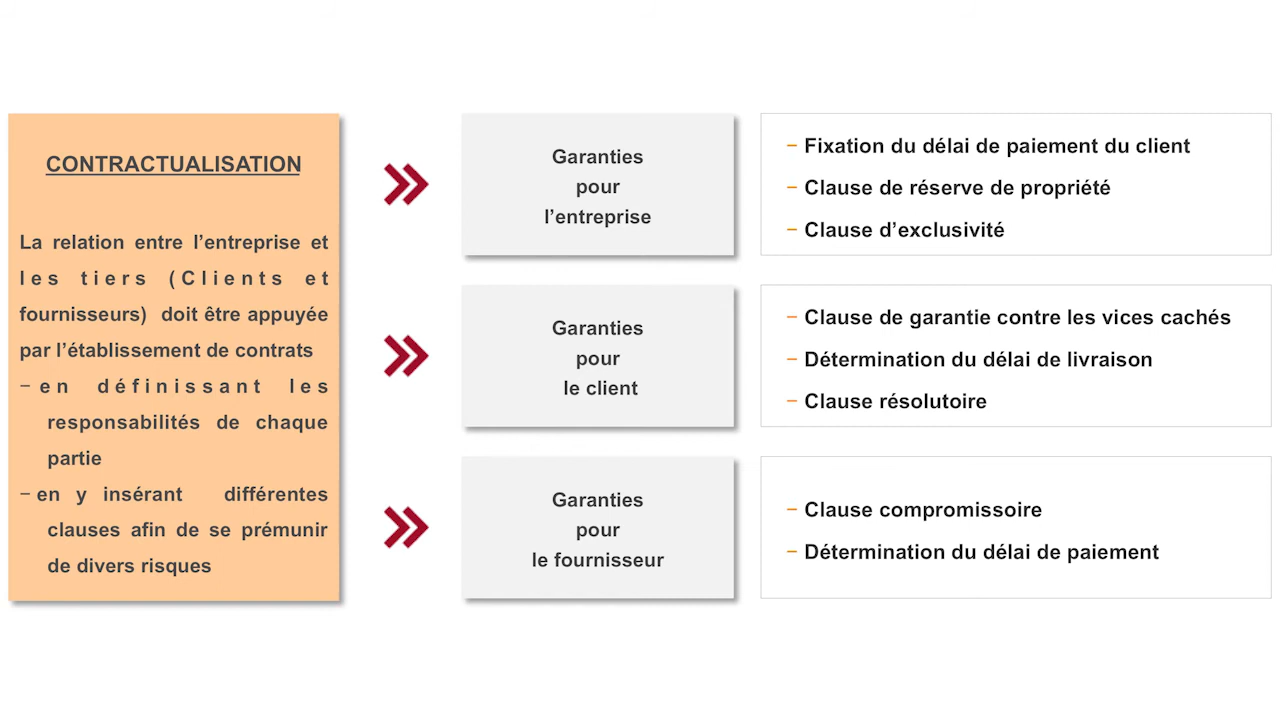 CONTRACTUALISATION
La relation entre l’entreprise et
les tiers (Clients et
fournisseurs) doit être appuyée
par l’établissement de contrats
– en définissant les
responsabilités de chaque
partie
– en y insérant différentes
clauses afin de se prémunir
de divers risques
Garanties
pour
l’entreprise
– Fixation du délai de paiement du client
– Clause de réserve de propriété
– Clause d’exclusivité
Garanties
pour
le client
– Clause de garantie contre les vices cachés
– Détermination du délai de livraison
– Clause résolutoire
Garanties
pour
le fournisseur
– Clause compromissoire
– Détermination du délai de paiement